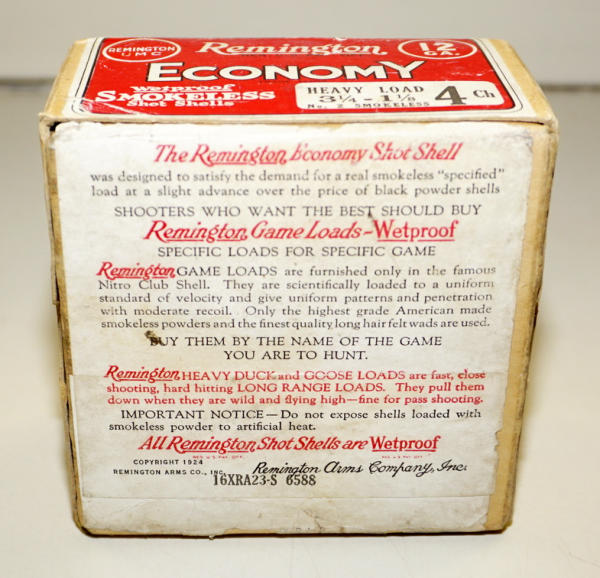 REMINGTON
UMC
Remington
12
GA.
ECONOMY
Wetproof
SMOKELESS
Shot Shells
HEAVY LOAD
3¼ - 1⅛
No. 2 SMOKELESS
4 Ch
The Remington Economy Shot Shell
was designed to satisfy the demand for a real smokeless "specified"
load at a slight advance over the price of black powder shells
SHOOTERS WHO WANT THE BEST SHOULD BUY
Remington Game Loads-Wetproof
SPECIFIC LOADS FOR SPECIFIC GAME
Remington GAME LOADS are furnished only in the famous
Nitro Club Shell. They are scientifically loaded to a uniform
standard of velocity and give uniform patterns and penetration
with moderate recoil. Only the highest grade American made
smokeless powders and the finest quality long hair felt wads are used.
BUY THEM BY THE NAME OF THE GAME
YOU ARE TO HUNT.
Remington HEAVY DUCK and GOOSE LOADS are fast, close
shooting, hard hitting LONG RANGE LOADS. They pull them
down when they are wild and flying high—fine for pass shooting.
IMPORTANT NOTICE — Do not expose shells loaded with
smokeless powder to artificial heat.
All Remington Shot Shells are Wetproof
REG. U.S. PAT. OFF. REG. U.S. PAT. OFF.
COPYRIGHT 1924
REMINGTON ARMS CO., INC.
Remington Arms Company, Inc.
16XRA23-S 6588